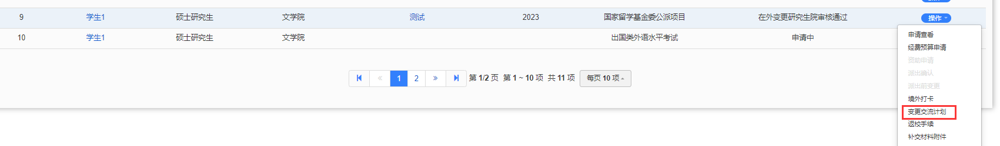 9 学生1 硕士研究生 文学院 测试 2023 国家留学基金委公派项目 在外变更研究生院审核通过 操作
10 学生1 硕士研究生 文学院 出国类外语水平考试 申请中
申请查看
经费预算申请
资助申请
派出确认
派出前变更
境外打卡
变更交流计划
返校手续
补交材料附件
« 1 2 » 第 1/2 页 第 1 ~ 10 项 共 11 项 每页 10 项